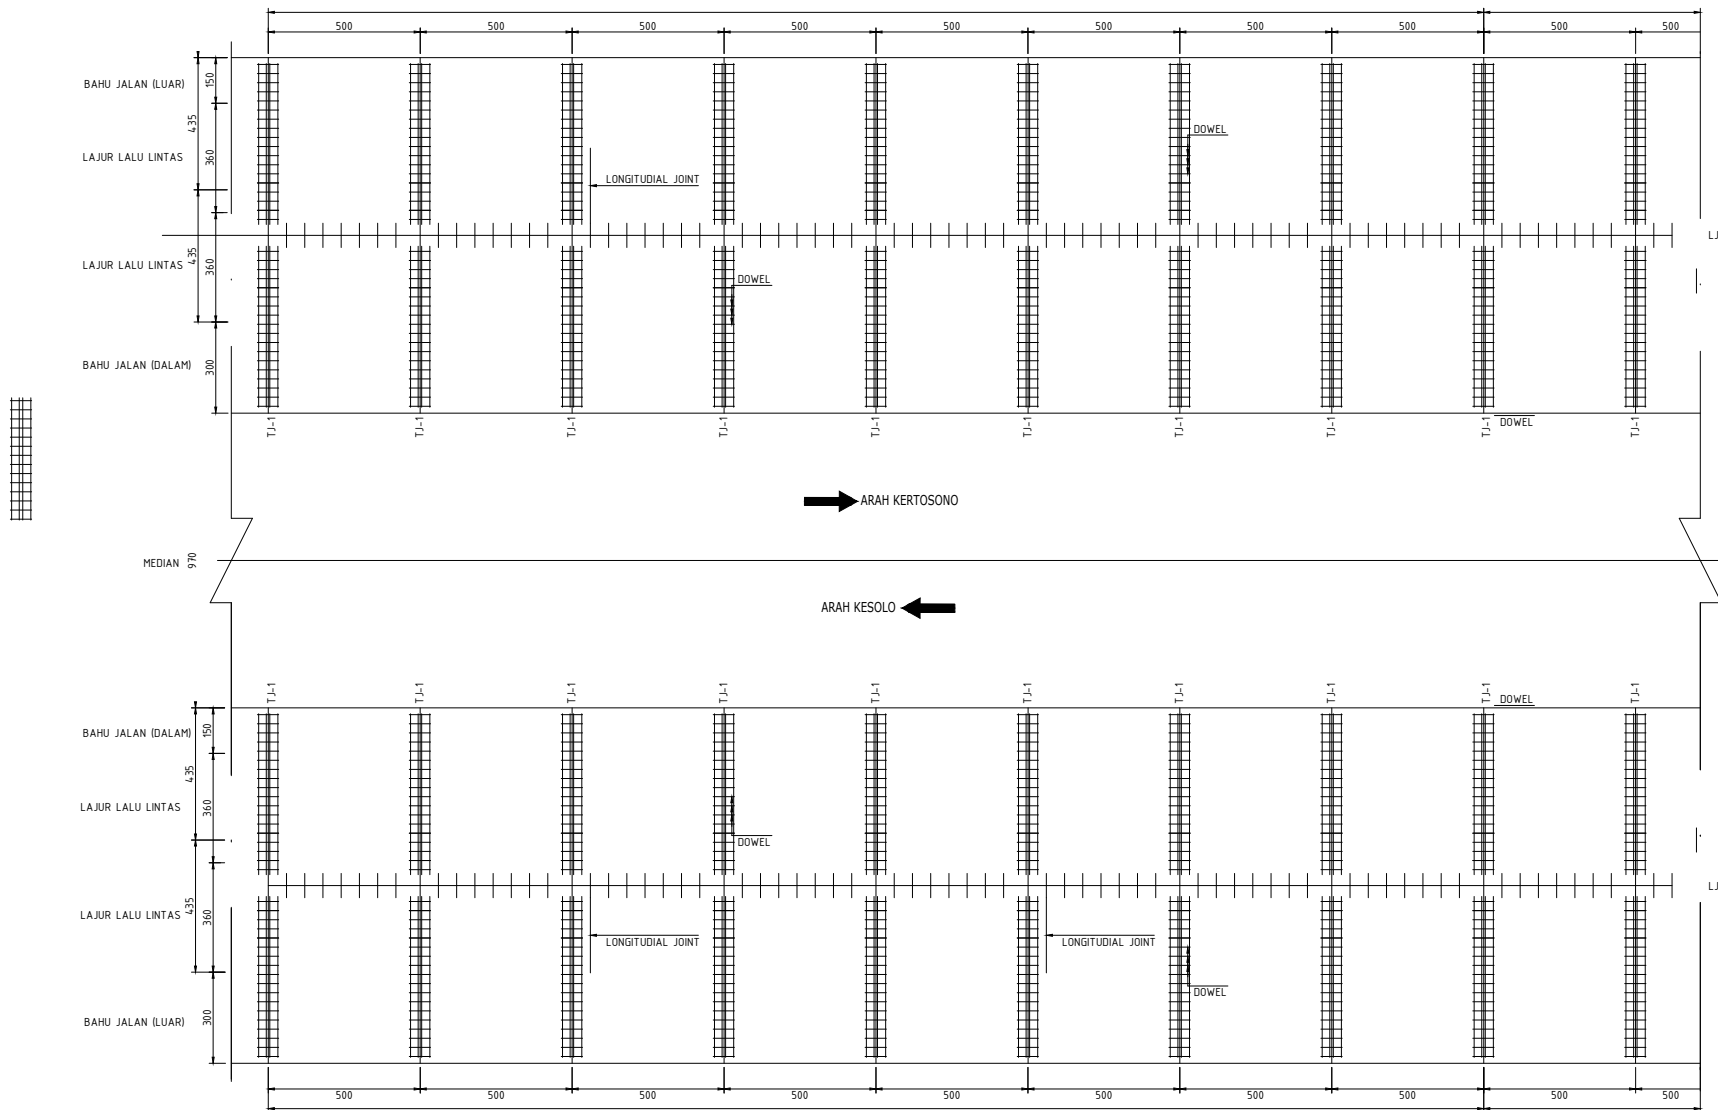 500 500 500 500 500 500 500 500 500 500
BAHU JALAN (LUAR) 150
435
LAJUR LALU LINTAS 360
DOWEL
LONGITUDIAL JOINT
LJ
LAJUR LALU LINTAS 435 360
DOWEL
BAHU JALAN (DALAM) 300
TJ-1 TJ-1 TJ-1 TJ-1 TJ-1 TJ-1 TJ-1 TJ-1 TJ-1 DOWEL TJ-1
ARAH KERTOSONO
MEDIAN 970
ARAH KESOLO
TJ-1 TJ-1 TJ-1 TJ-1 TJ-1 TJ-1 TJ-1 TJ-1 TJ-1 DOWEL TJ-1
BAHU JALAN (DALAM) 150
435
LAJUR LALU LINTAS 360
DOWEL
LJ
LAJUR LALU LINTAS 435 360
LONGITUDIAL JOINT LONGITUDIAL JOINT
DOWEL
BAHU JALAN (LUAR) 300
500 500 500 500 500 500 500 500 500 500